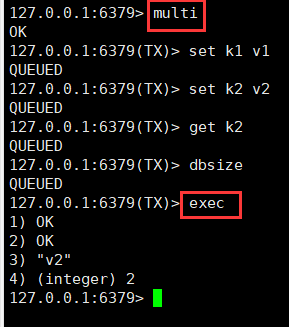 127.0.0.1:6379> multi
OK
127.0.0.1:6379(TX)> set k1 v1
QUEUED
127.0.0.1:6379(TX)> set k2 v2
QUEUED
127.0.0.1:6379(TX)> get k2
QUEUED
127.0.0.1:6379(TX)> dbsize
QUEUED
127.0.0.1:6379(TX)> exec
1) OK
2) OK
3) "v2"
4) (integer) 2
127.0.0.1:6379>